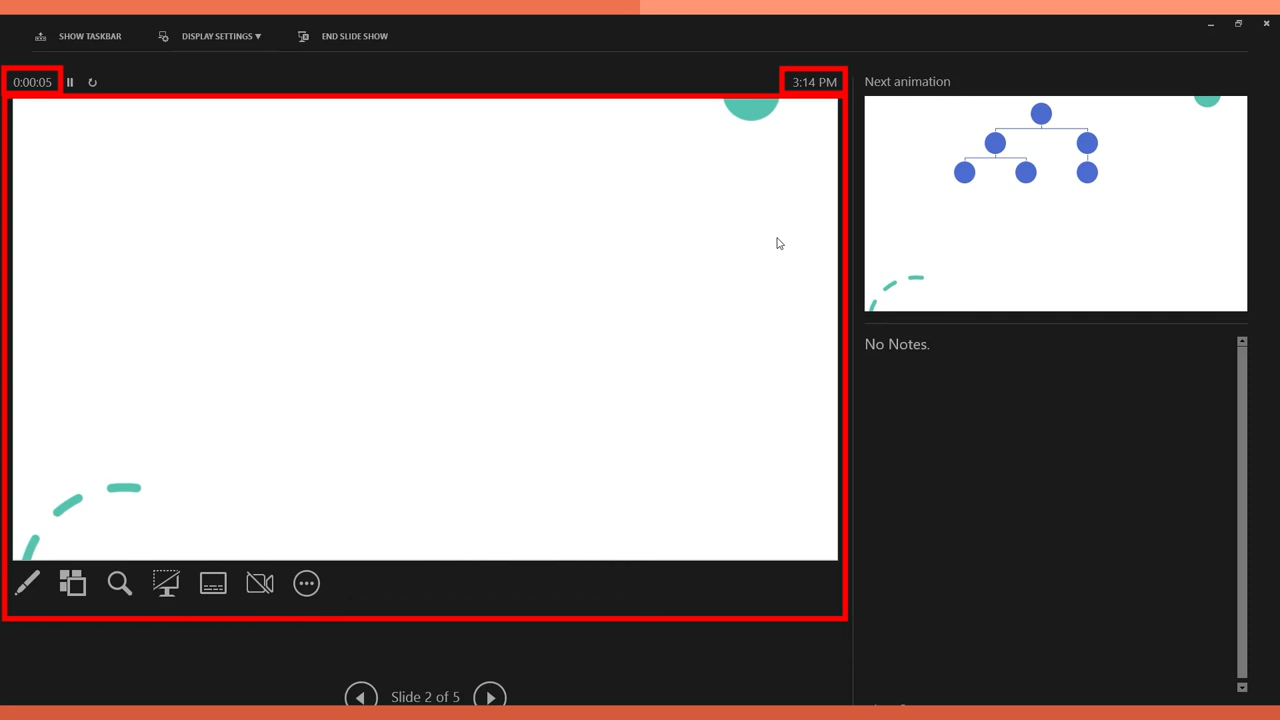 SHOW TASKBAR
DISPLAY SETTINGS ▼
END SLIDE SHOW
0:00:05
3:14 PM
Next animation
No Notes.
Slide 2 of 5